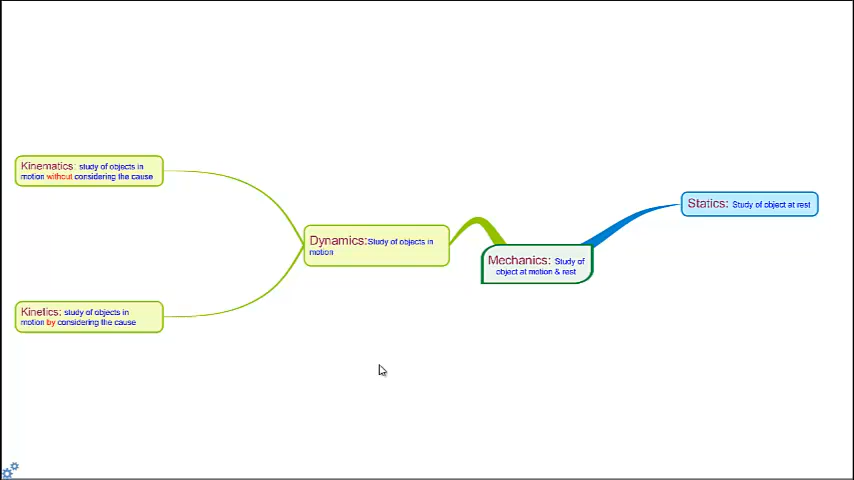 Kinematics: study of objects in
motion without considering the cause
Statics: Study of object at rest
Dynamics:Study of objects in
motion
Mechanics: Study of
object at motion & rest
Kinetics: study of objects in
motion by considering the cause